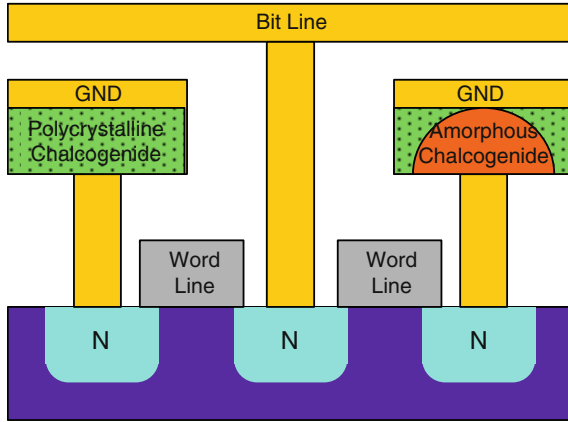 Bit Line
GND
Polycrystalline
Chalcogenide
GND
Amorphous
Chalcogenide
Word
Line
Word
Line
N
N
N